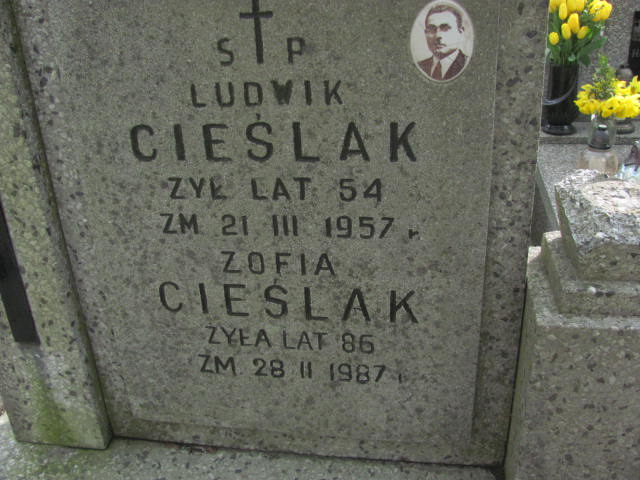 S P
LUDWIK
CIEŚLAK
ŻYŁ LAT 54
ZM 21 III 1957 r.
ZOFIA
CIEŚLAK
ŻYŁA LAT 86
ZM 28 II 1987 r